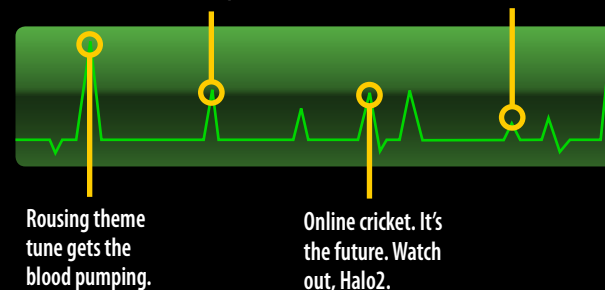 Rousing theme
tune gets the
blood pumping.
Online cricket. It's
the future. Watch
out, Halo2.